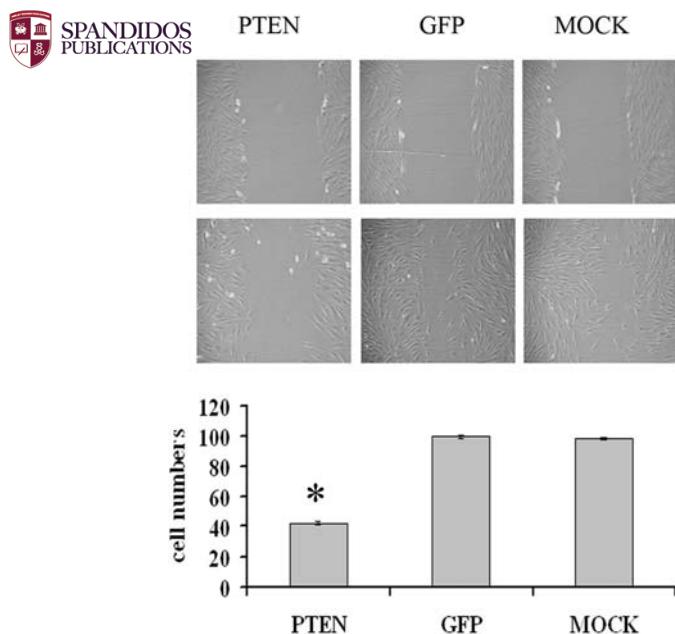 SPANDIDOS
PUBLICATIONS
PTEN GFP MOCK
120
100
80
60
40
20
0
cell numbers
*
PTEN GFP MOCK